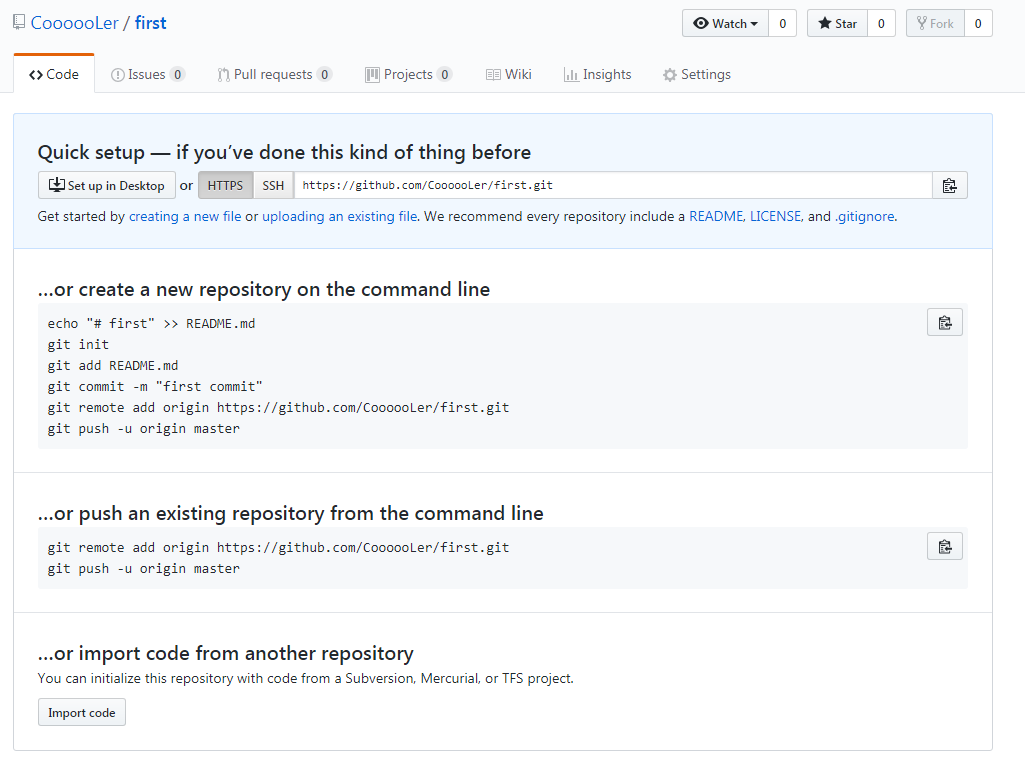 CoooooLer / first
Watch 0 Star 0 Fork 0
Code Issues 0 Pull requests 0 Projects 0 Wiki Insights Settings
Quick setup — if you’ve done this kind of thing before
Set up in Desktop or HTTPS SSH https://github.com/CoooooLer/first.git
Get started by creating a new file or uploading an existing file. We recommend every repository include a README, LICENSE, and .gitignore.
…or create a new repository on the command line
echo "# first" >> README.md
git init
git add README.md
git commit -m "first commit"
git remote add origin https://github.com/CoooooLer/first.git
git push -u origin master
…or push an existing repository from the command line
git remote add origin https://github.com/CoooooLer/first.git
git push -u origin master
…or import code from another repository
You can initialize this repository with code from a Subversion, Mercurial, or TFS project.
Import code